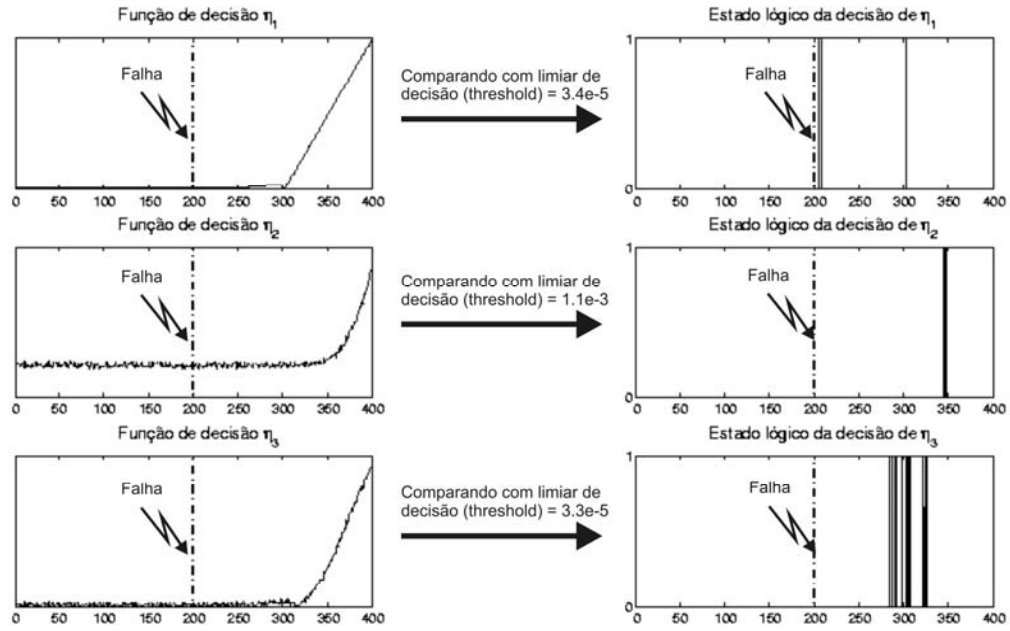 Função de decisão η1
Estado lógico da decisão de η1
1
Falha
Comparando com limiar de
decisão (threshold) = 3.4e-5
Falha
0
0 50 100 150 200 250 300 350 400
0 50 100 150 200 250 300 350 400
Função de decisão η2
Estado lógico da decisão de η2
1
Falha
Comparando com limiar de
decisão (threshold) = 1.1e-3
Falha
0
0 50 100 150 200 250 300 350 400
0 50 100 150 200 250 300 350 400
Função de decisão η3
Estado lógico da decisão de η3
1
Falha
Comparando com limiar de
decisão (threshold) = 3.3e-5
Falha
0
0 50 100 150 200 250 300 350 400
0 50 100 150 200 250 300 350 400